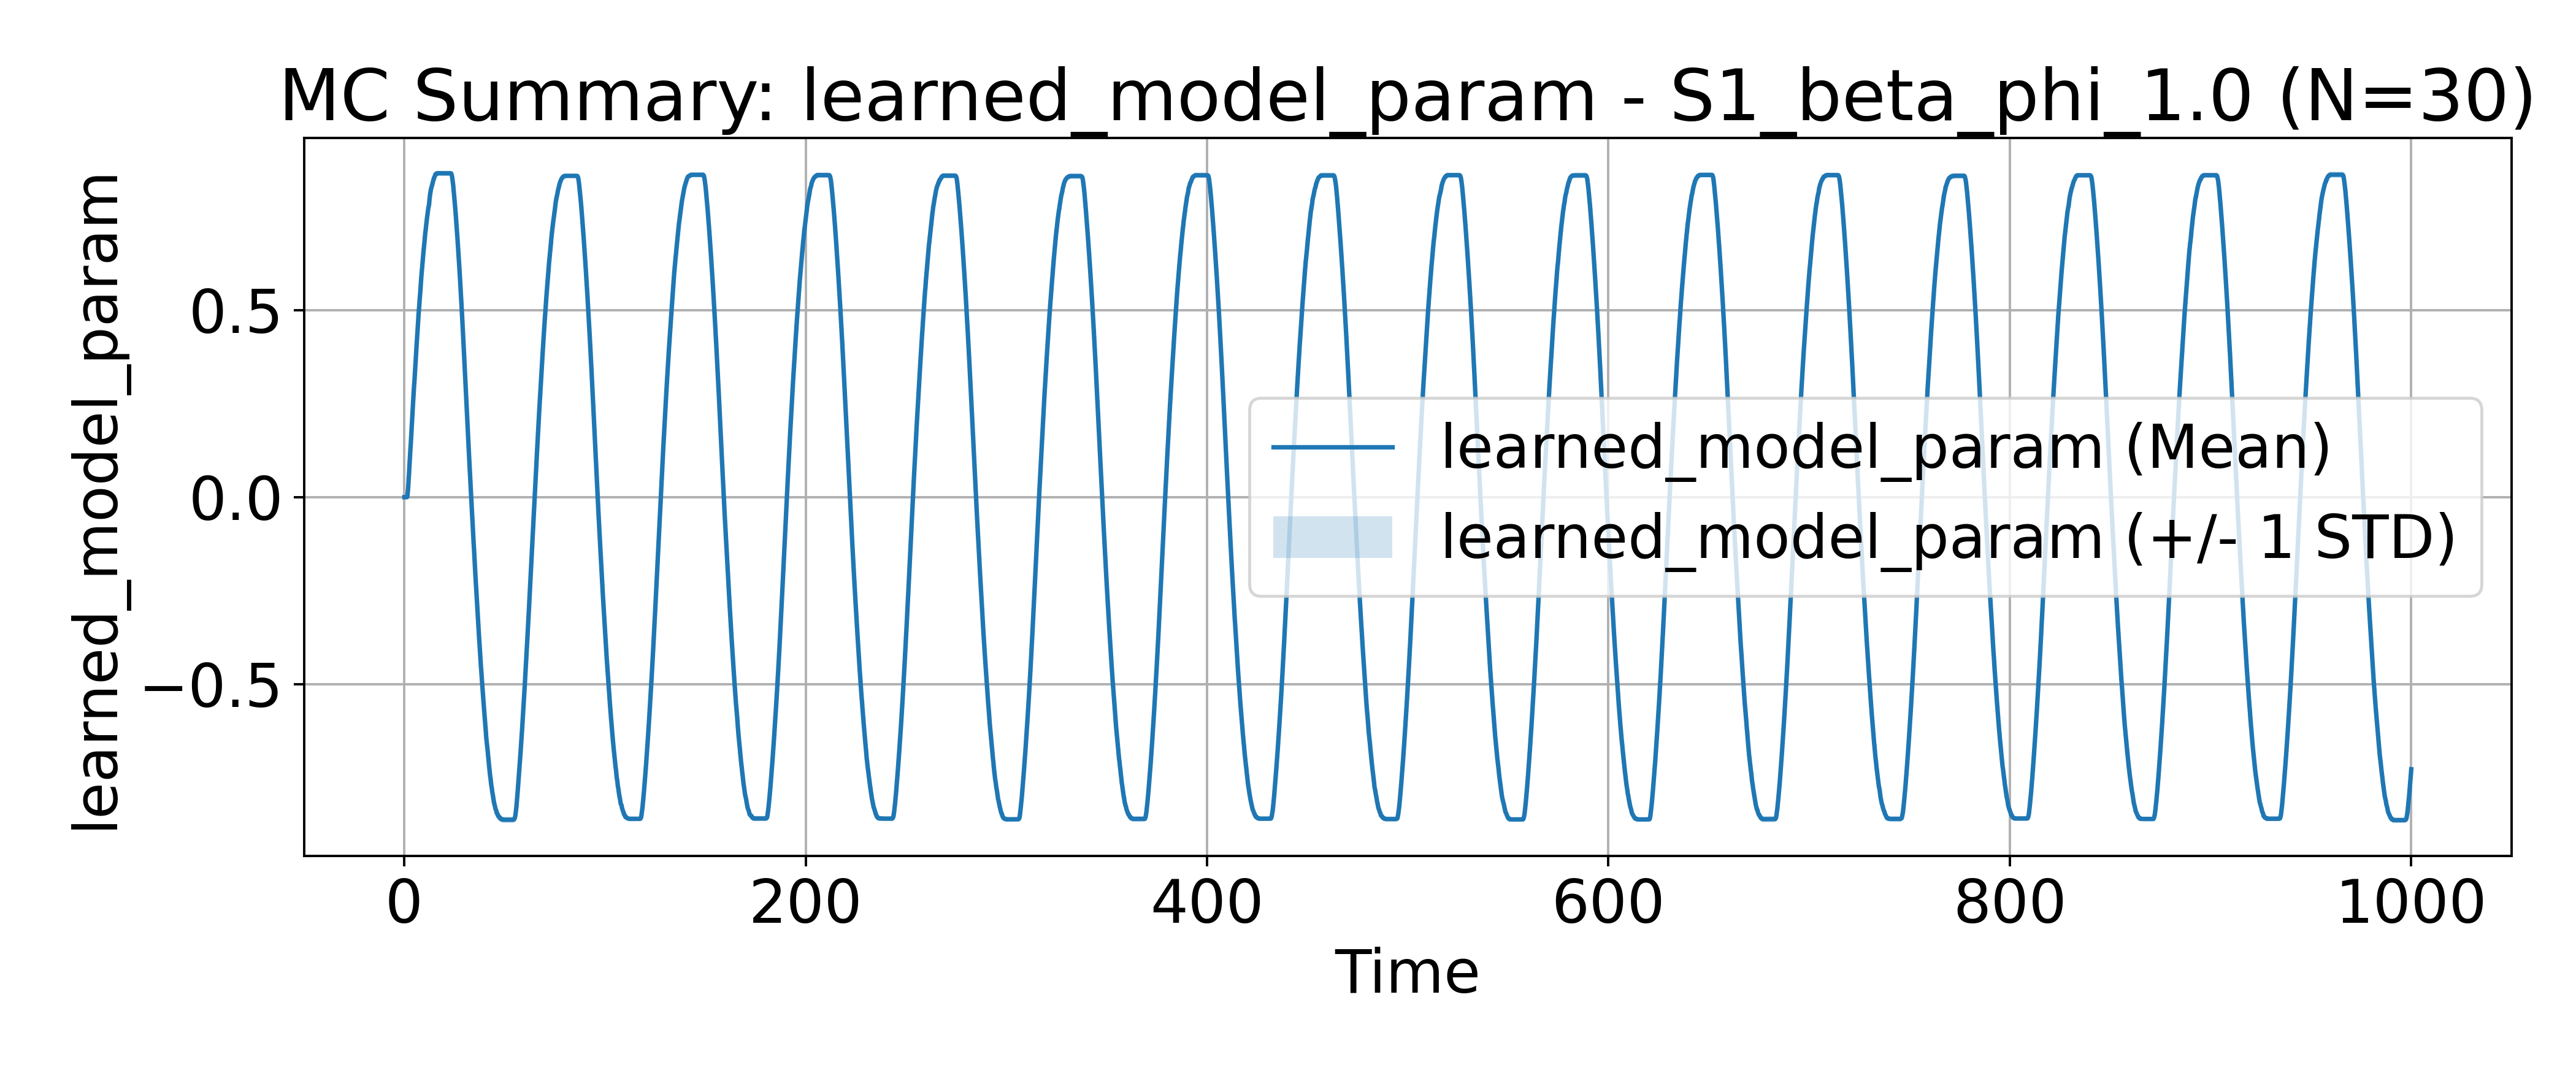 MC Summary: learned_model_param - S1_beta_phi_1.0 (N=30)
learned_model_param
0.5
0.0
−0.5
learned_model_param (Mean)
learned_model_param (+/- 1 STD)
0 200 400 600 800 1000
Time